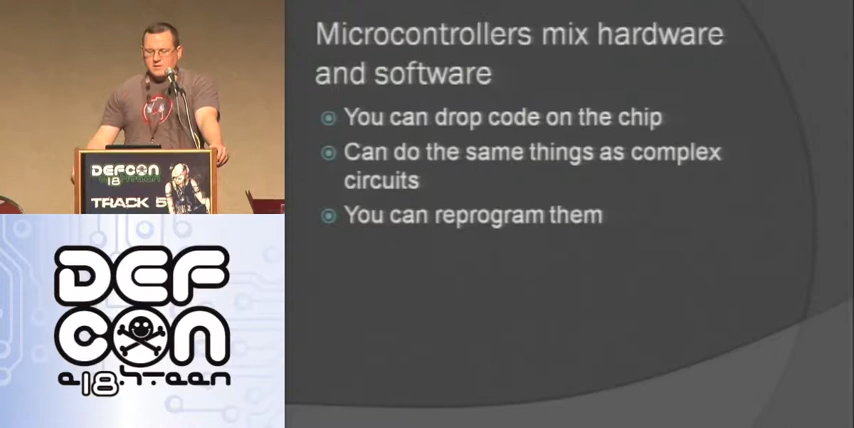 Microcontrollers mix hardware
and software
You can drop code on the chip
Can do the same things as complex
circuits
You can reprogram them
DEFCON
18
TRACK 5
DEF
CON
e18h7een